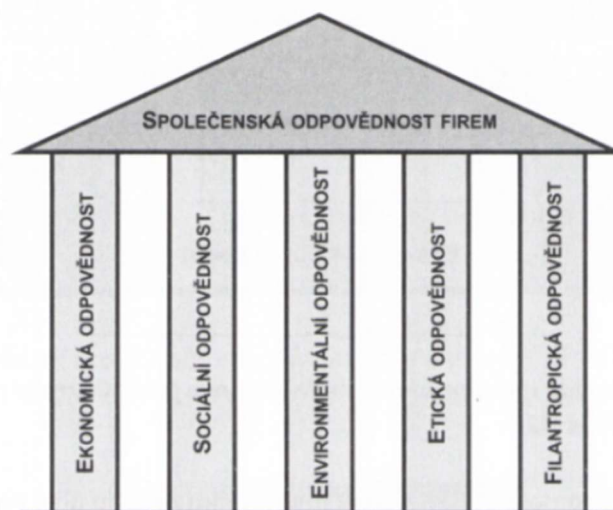 SPOLEČENSKÁ ODPOVĚDNOST FIREM
EKONOMICKÁ ODPOVĚDNOST
SOCIÁLNÍ ODPOVĚDNOST
ENVIRONMENTÁLNÍ ODPOVĚDNOST
ETICKÁ ODPOVĚDNOST
FILANTROPICKÁ ODPOVĚDNOST